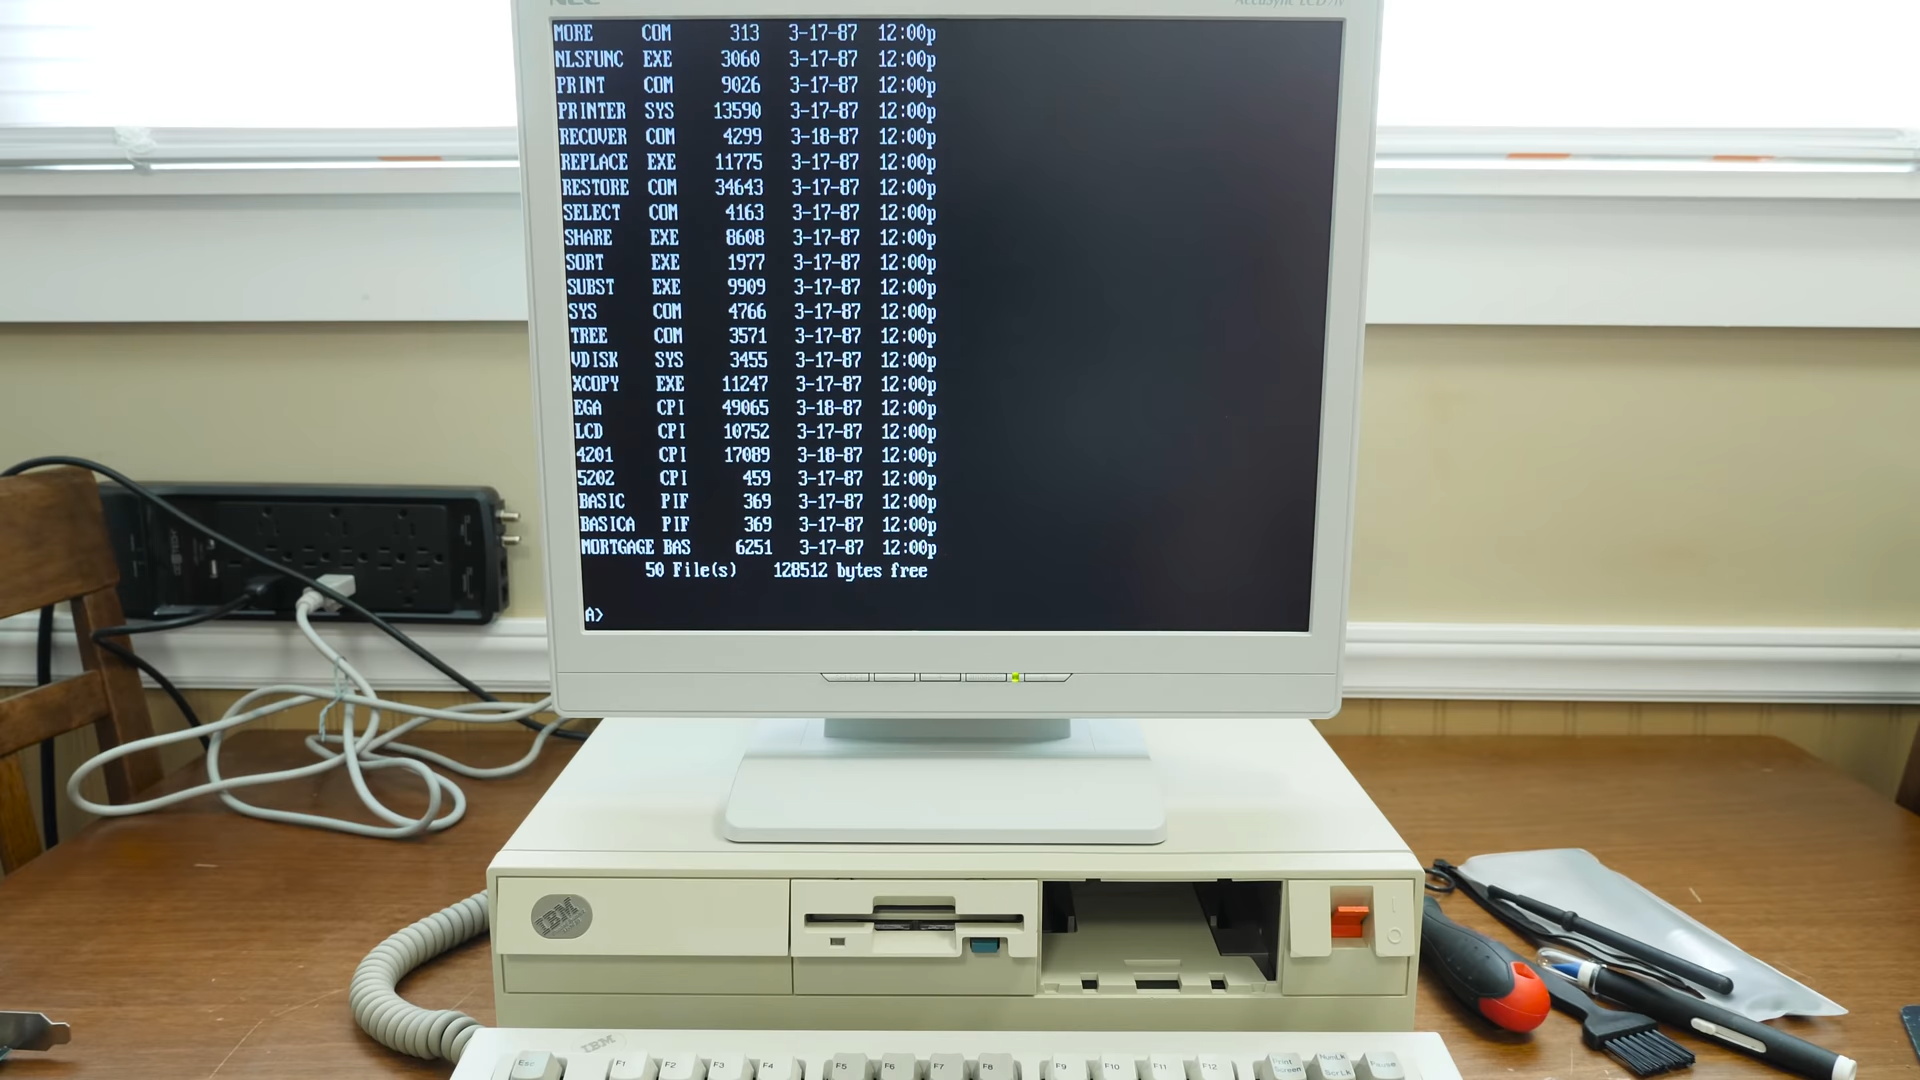 NEC
AccuSync LCD71V
MORE COM 313 3-17-87 12:00p
NLSFUNC EXE 3060 3-17-87 12:00p
PRINT COM 9026 3-17-87 12:00p
PRINTER SYS 13590 3-17-87 12:00p
RECOVER COM 4299 3-18-87 12:00p
REPLACE EXE 11775 3-17-87 12:00p
RESTORE COM 34643 3-17-87 12:00p
SELECT COM 4163 3-17-87 12:00p
SHARE EXE 8608 3-17-87 12:00p
SORT EXE 1977 3-17-87 12:00p
SUBST EXE 9909 3-17-87 12:00p
SYS COM 4766 3-17-87 12:00p
TREE COM 3571 3-17-87 12:00p
VDISK SYS 3455 3-17-87 12:00p
XCOPY EXE 11247 3-17-87 12:00p
EGA CPI 49065 3-18-87 12:00p
LCD CPI 10752 3-17-87 12:00p
4201 CPI 17089 3-18-87 12:00p
5202 CPI 459 3-17-87 12:00p
BASIC PIF 369 3-17-87 12:00p
BASICA PIF 369 3-17-87 12:00p
MORTGAGE BAS 6251 3-17-87 12:00p
50 File(s) 128512 bytes free
A>
IBM
IBM
Esc F1 F2 F3 F4 F5 F6 F7 F8 F9 F10 F11 F12 Print Screen NumLk ScrLk Pause